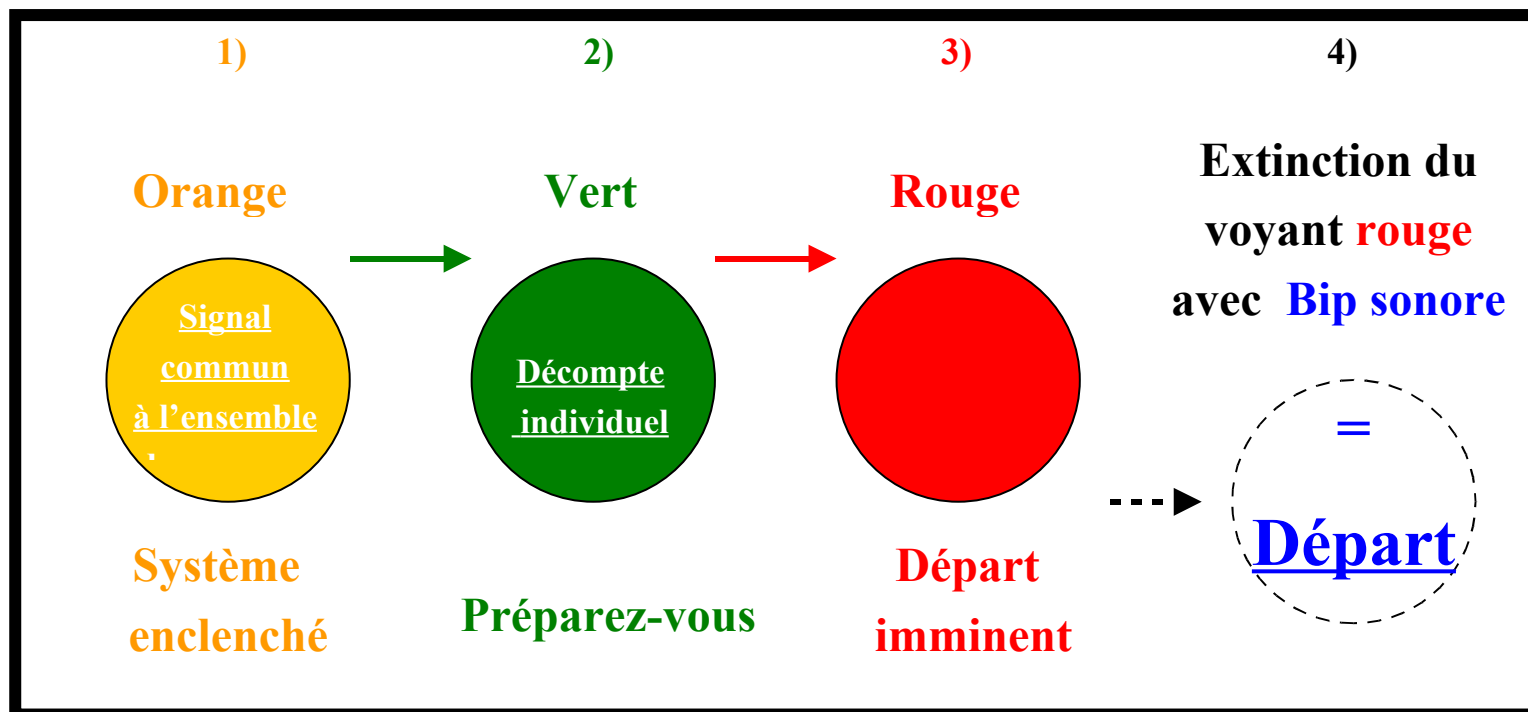 1)
Orange
Signal
commun
à l’ensemble
Système
enclenché
2)
Vert
Décompte
individuel
Préparez-vous
3)
Rouge
Départ
imminent
4)
Extinction du
voyant rouge
avec Bip sonore
=
Départ